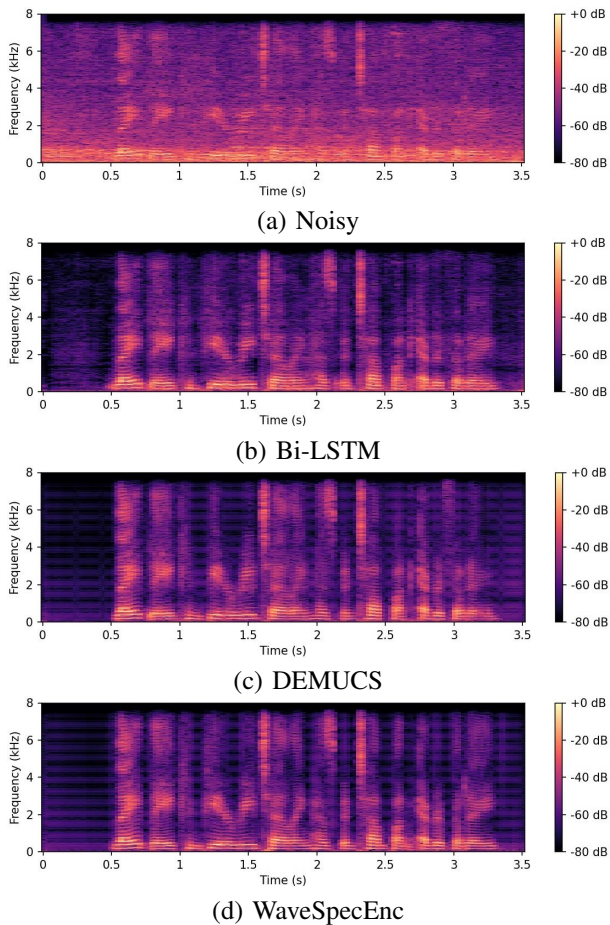 8
6
4
2
0
Frequency (kHz)
0 0.5 1 1.5 2 2.5 3 3.5
Time (s)
+0 dB
-20 dB
-40 dB
-60 dB
-80 dB
(a) Noisy
8
6
4
2
0
Frequency (kHz)
0 0.5 1 1.5 2 2.5 3 3.5
Time (s)
+0 dB
-20 dB
-40 dB
-60 dB
-80 dB
(b) Bi-LSTM
8
6
4
2
0
Frequency (kHz)
0 0.5 1 1.5 2 2.5 3 3.5
Time (s)
+0 dB
-20 dB
-40 dB
-60 dB
-80 dB
(c) DEMUCS
8
6
4
2
0
Frequency (kHz)
0 0.5 1 1.5 2 2.5 3 3.5
Time (s)
+0 dB
-20 dB
-40 dB
-60 dB
-80 dB
(d) WaveSpecEnc